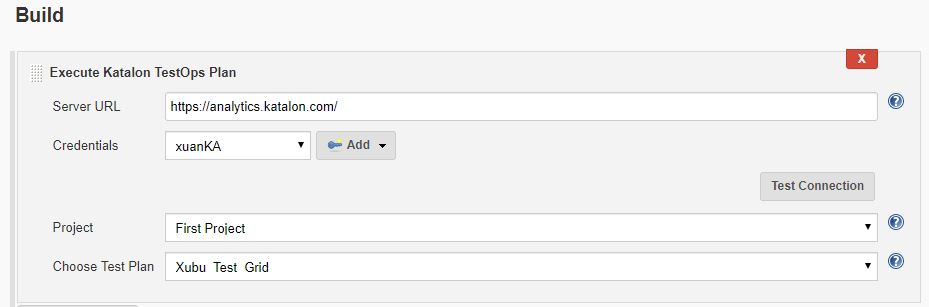 Build
X
Execute Katalon TestOps Plan
Server URL https://analytics.katalon.com/ ?
Credentials xuanKA Add
Test Connection
Project First Project ?
Choose Test Plan Xubu Test Grid ?